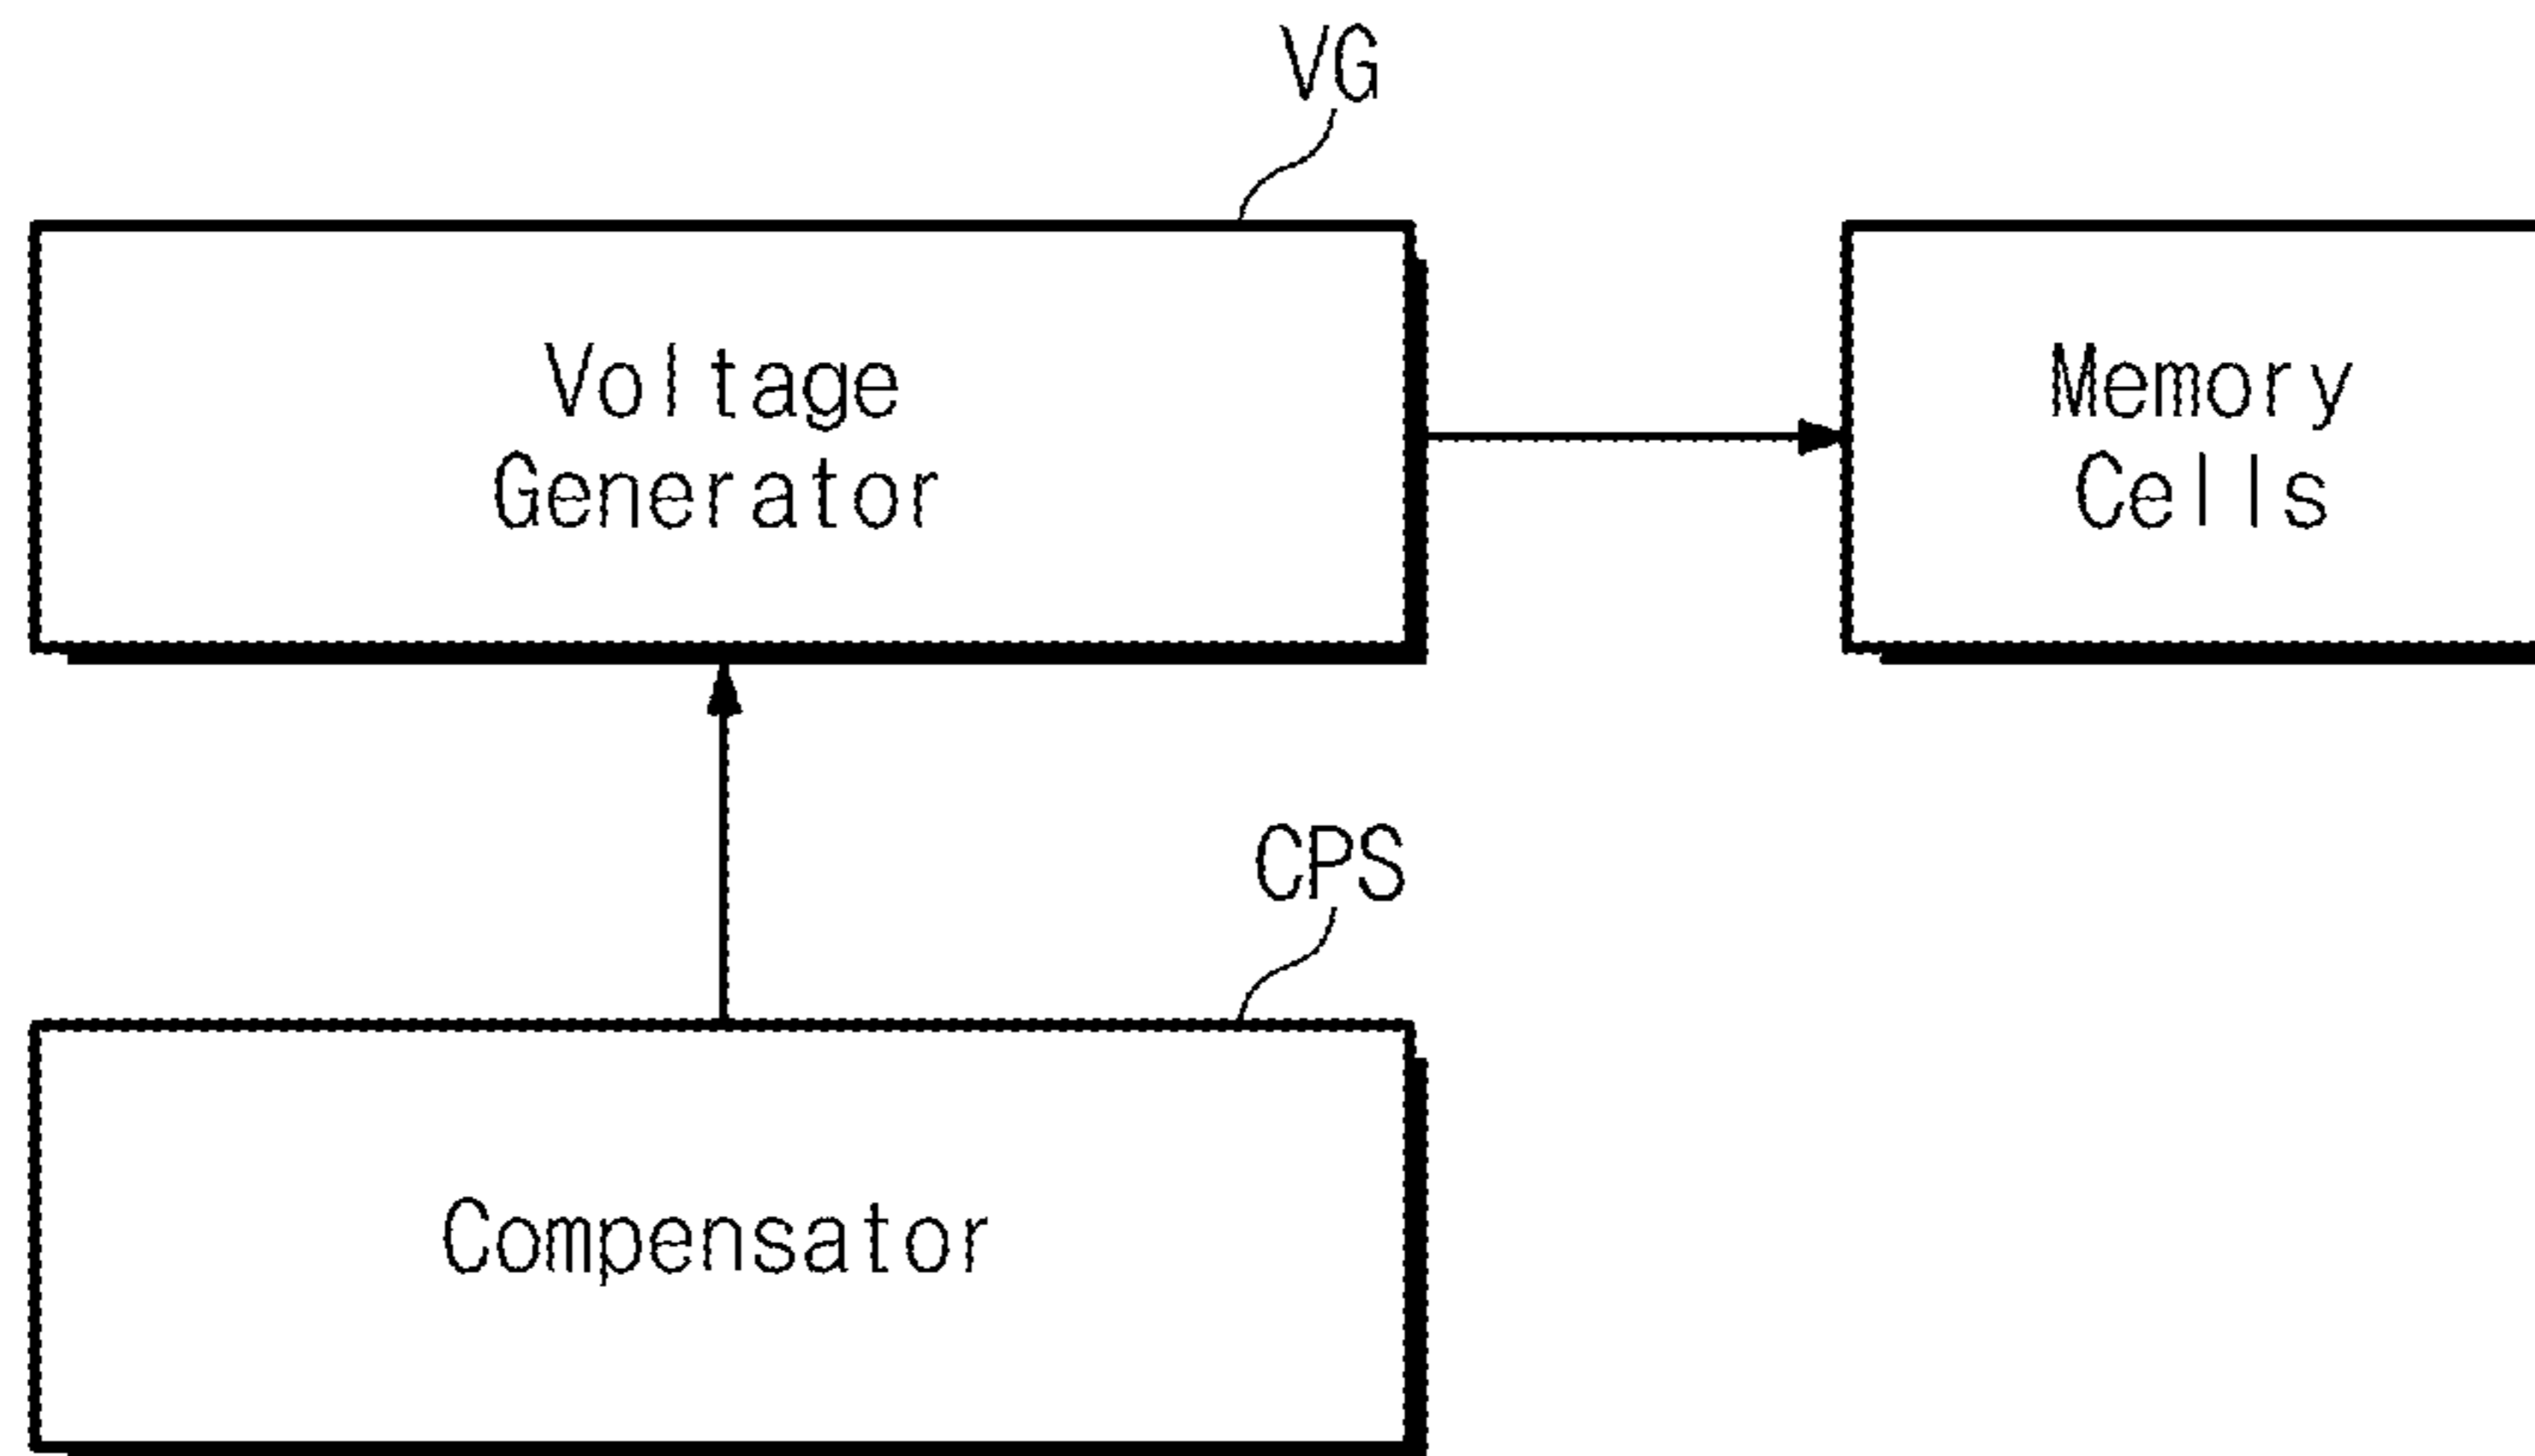 VG
Voltage
Generator
Memory
Cells
CPS
Compensator